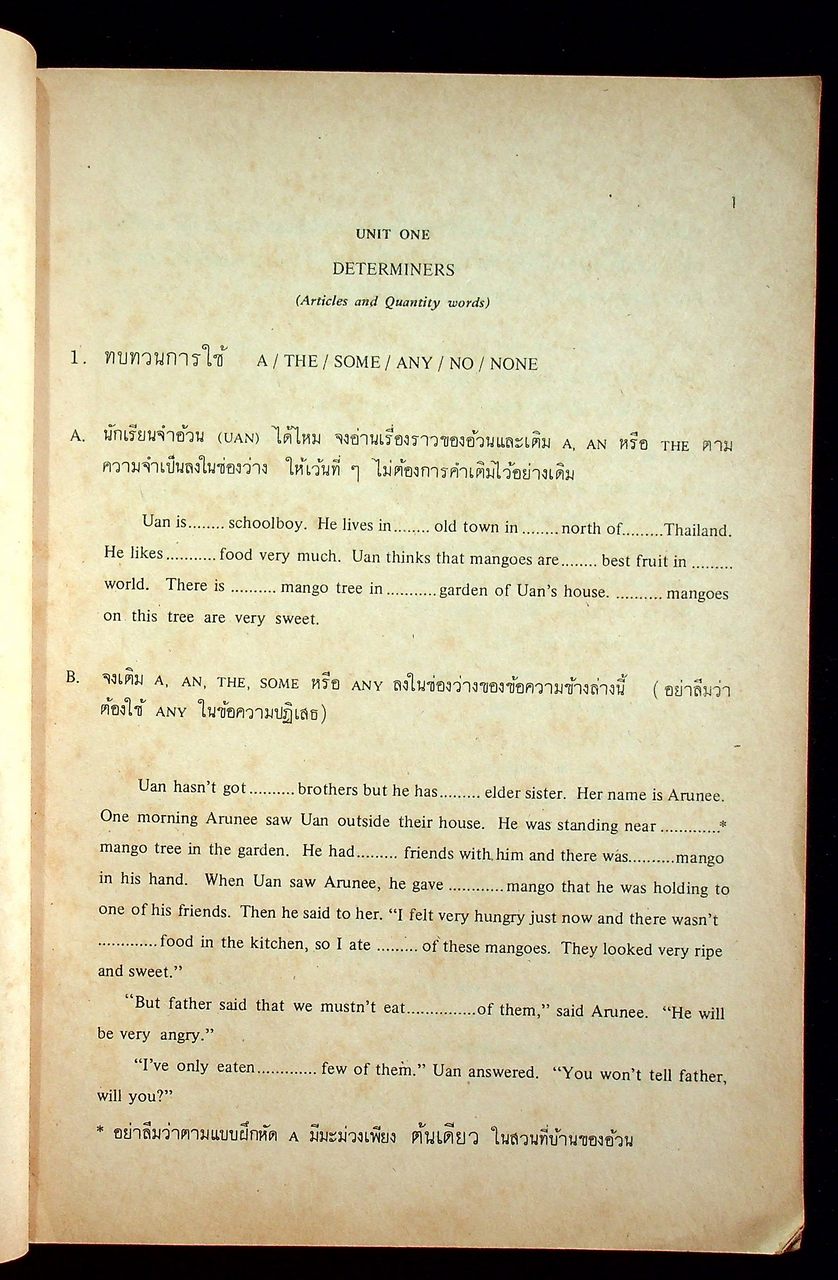 1
UNIT ONE
DETERMINERS
(Articles and Quantity words)
1. ทบทวนการใช้ A / THE / SOME / ANY / NO / NONE
A. นักเรียนจำอ้วน (UAN) ได้ไหม จงอ่านเรื่องราวของอ้วนและเติม A, AN หรือ THE ตาม
ความจำเป็นลงในช่องว่าง ให้เว้นที่ ๆ ไม่ต้องการคำเติมไว้อย่างเดิม
Uan is........ schoolboy. He lives in........ old town in ........ north of.........Thailand.
He likes........... food very much. Uan thinks that mangoes are........ best fruit in .........
world. There is .......... mango tree in ...........garden of Uan's house. .......... mangoes
on this tree are very sweet.
B. จงเติม A, AN, THE, SOME หรือ ANY ลงในช่องว่างของข้อความข้างล่างนี้ ( อย่าลืมว่า
ต้องใช้ ANY ในข้อความปฏิเสธ)
Uan hasn't got.......... brothers but he has......... elder sister. Her name is Arunee.
One morning Arunee saw Uan outside their house. He was standing near .............*
mango tree in the garden. He had......... friends with him and there was..........mango
in his hand. When Uan saw Arunee, he gave ............mango that he was holding to
one of his friends. Then he said to her. "I felt very hungry just now and there wasn't
.............food in the kitchen, so I ate ......... of these mangoes. They looked very ripe
and sweet."
"But father said that we mustn't eat...............of them," said Arunee. "He will
be very angry."
"I've only eaten............. few of them." Uan answered. "You won't tell father,
will you?"
* อย่าลืมว่าตามแบบฝึกหัด A มีมะม่วงเพียง ต้นเดียว ในสวนที่บ้านของอ้วน